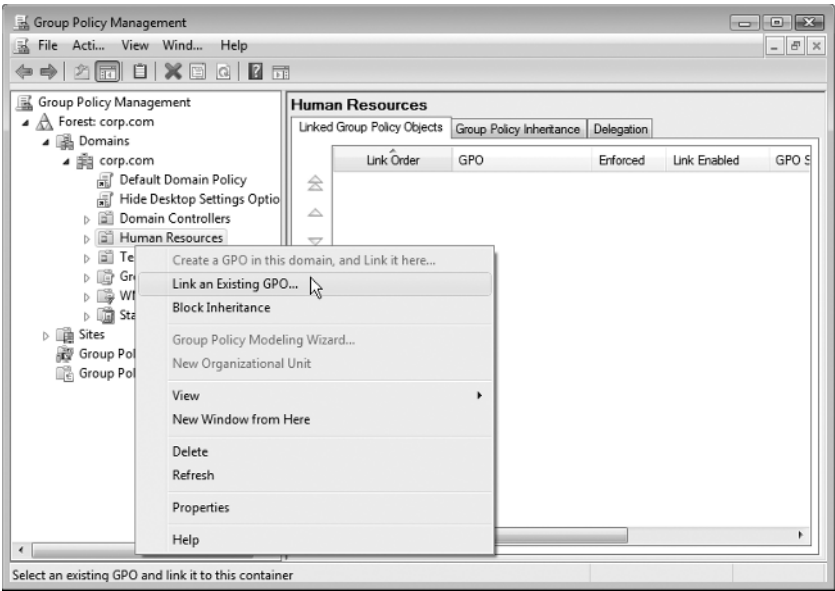 Group Policy Management
File Acti... View Wind... Help
Group Policy Management
Forest: corp.com
Domains
corp.com
Default Domain Policy
Hide Desktop Settings Optio
Domain Controllers
Human Resources
Te
Gr
WM
Sta
Sites
Group Pol
Group Pol
Human Resources
Linked Group Policy Objects Group Policy Inheritance Delegation
Link Order GPO Enforced Link Enabled GPO S
Create a GPO in this domain, and Link it here...
Link an Existing GPO...
Block Inheritance
Group Policy Modeling Wizard...
New Organizational Unit
View
New Window from Here
Delete
Refresh
Properties
Help
Select an existing GPO and link it to this container